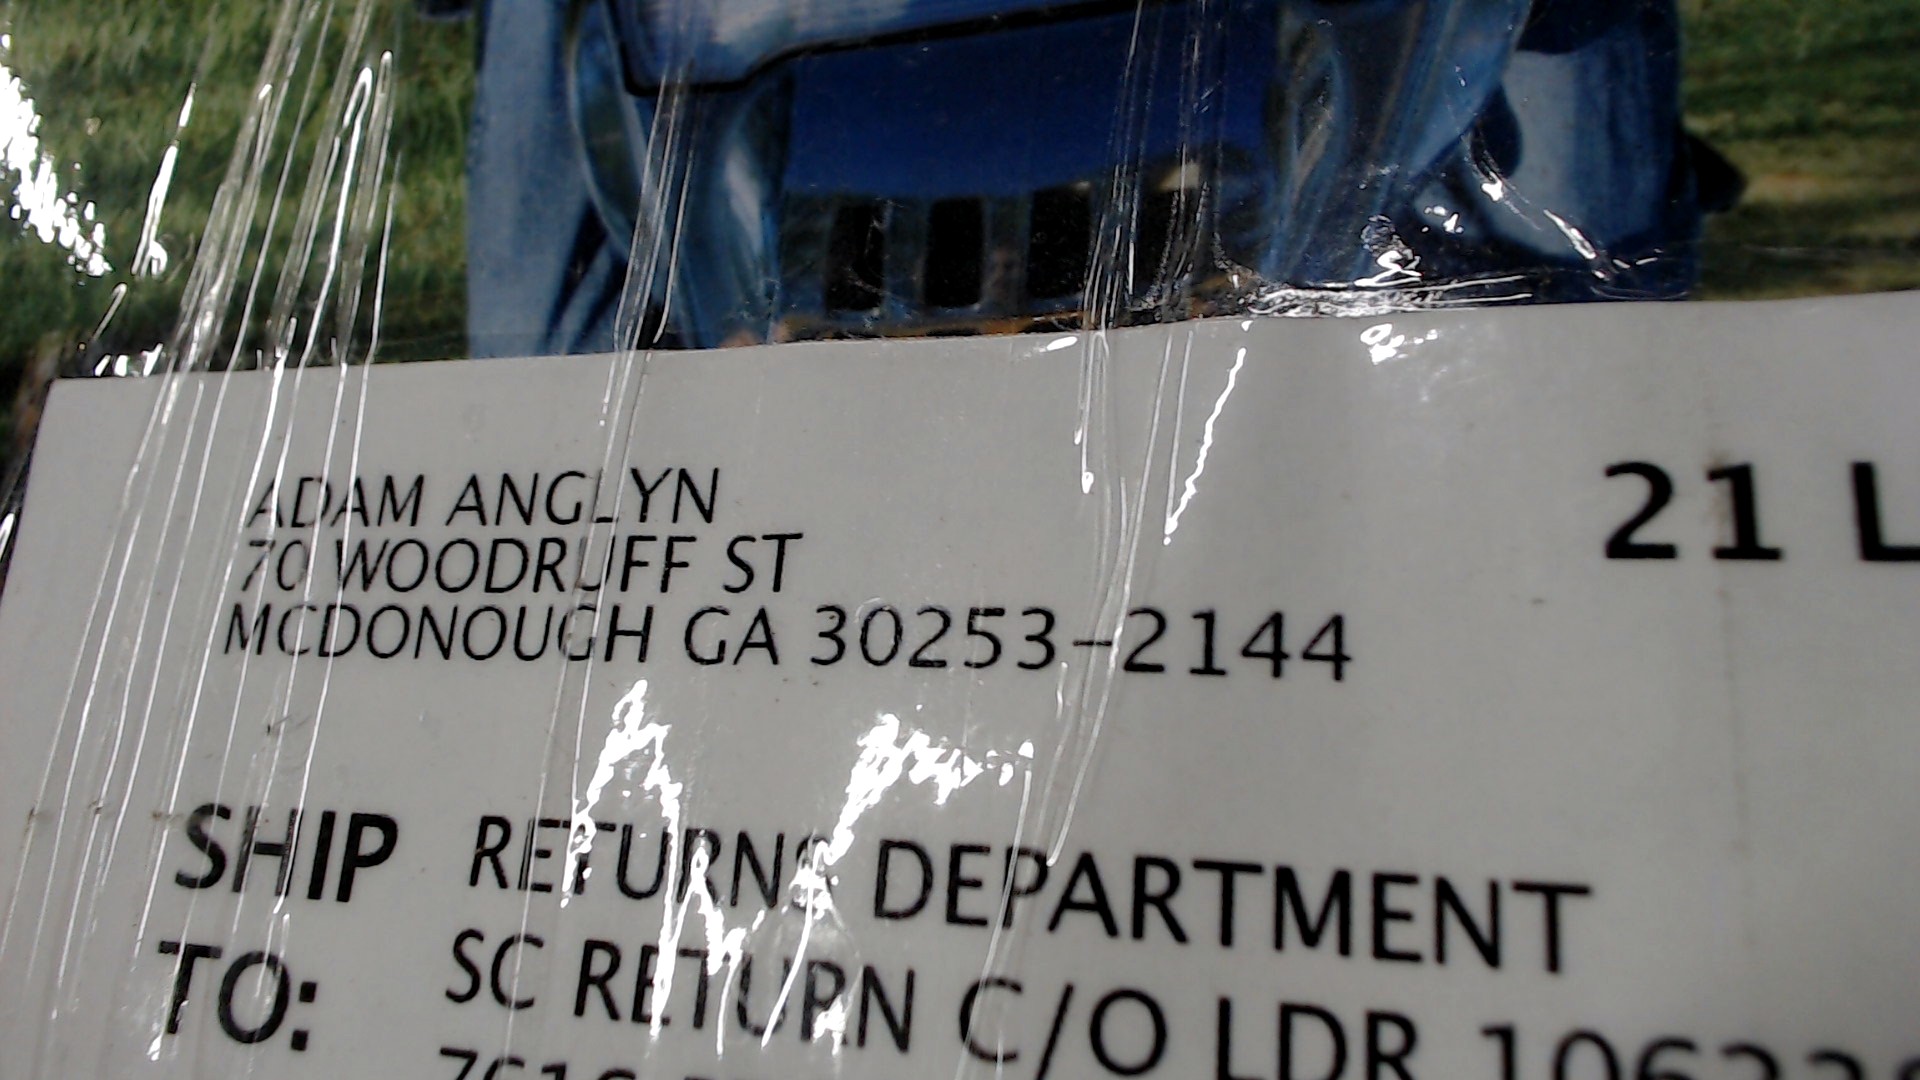 ADAM ANGLYN
70 WOODRUFF ST
MCDONOUGH GA 30253-2144
21 L
SHIP TO:
RETURNS DEPARTMENT
SC RETURN C/O LDR